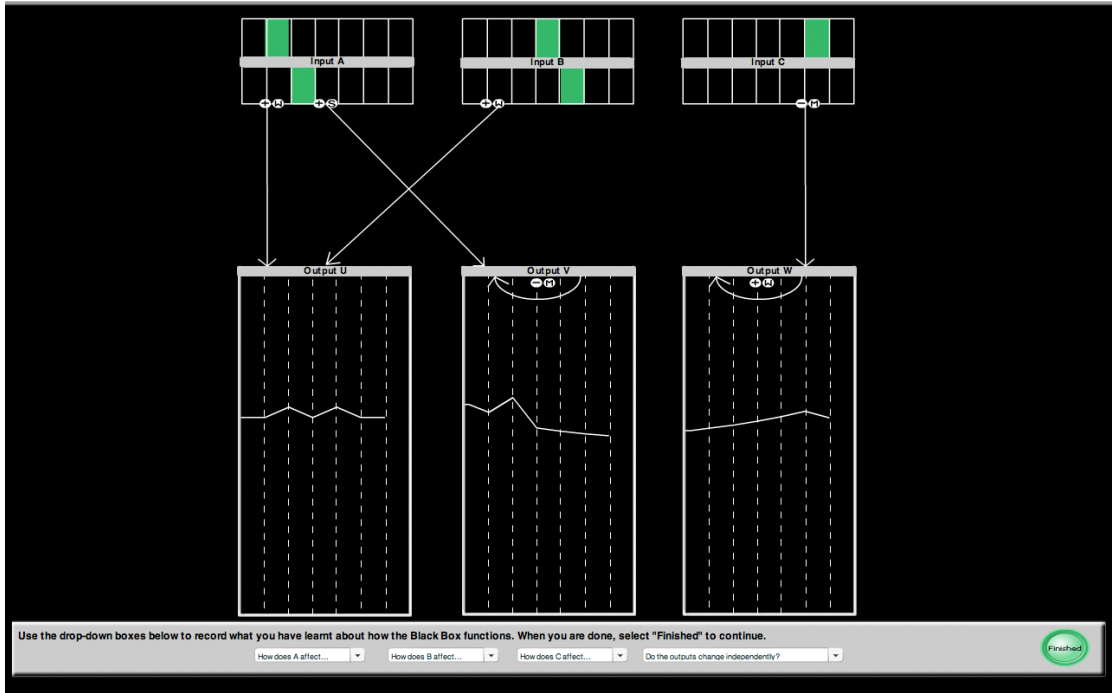 Input A
Input B
Input C
+ W
+ S
+ W
− M
Output U
Output V
Output W
− M
+ W
Use the drop-down boxes below to record what you have learnt about how the Black Box functions. When you are done, select "Finished" to continue.
How does A affect...
How does B affect...
How does C affect...
Do the outputs change independently?
Finished